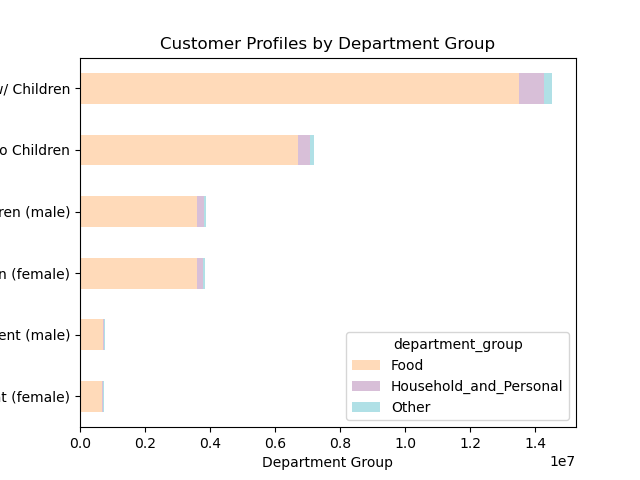 Customer Profiles by Department Group
w/ Children
o Children
ren (male)
n (female)
ent (male)
t (female)
department_group
Food
Household_and_Personal
Other
0.0 0.2 0.4 0.6 0.8 1.0 1.2 1.4
1e7
Department Group